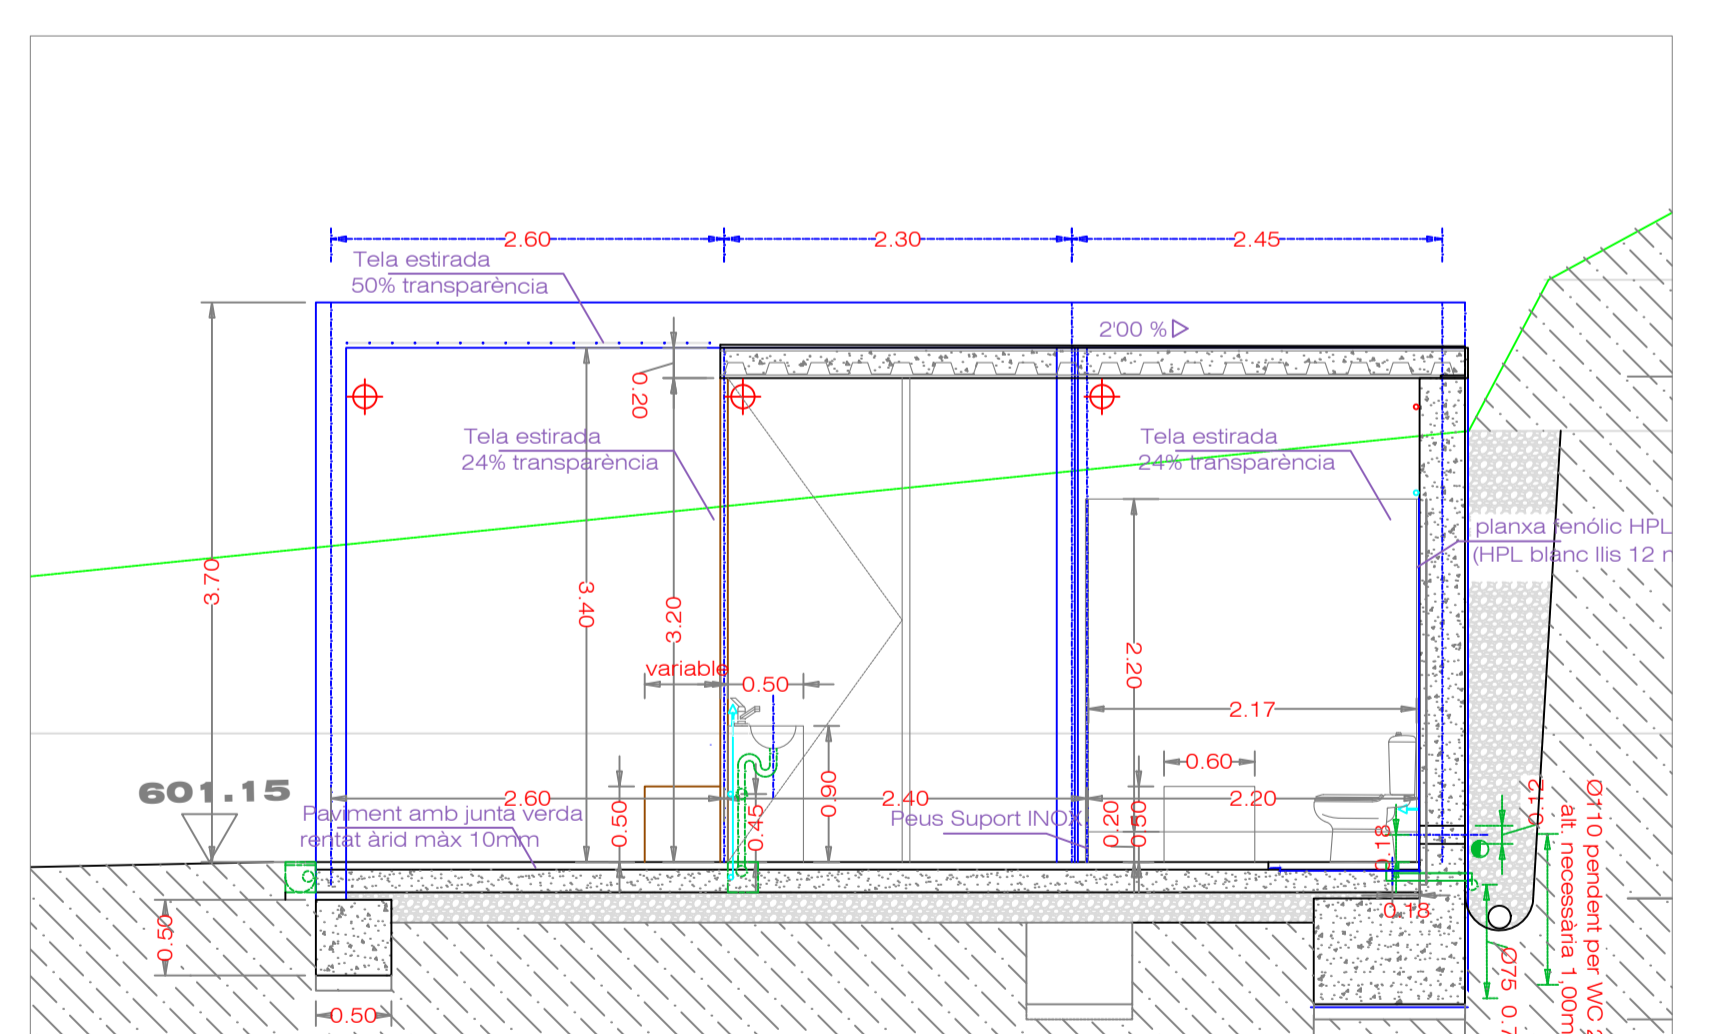 2.60
2.30
2.45
Tela estirada
50% transparència
2'00 %
0.20
Tela estirada
24% transparència
Tela estirada
24% transparència
planxa fenólic HPL
(HPL blanc llis 12
3.70
3.40
3.20
2.20
variable
0.50
2.17
0.60
601.15
2.60
2.40
2.20
Paviment amb junta verda
rentat àrid màx 10mm
Peus Suport INOX
0.50
0.45
0.90
0.20
0.50
0.18
0.12
0.18
0.50
0.50
Ø110 pendent per WC
alt. necessària 1,00m
Ø75